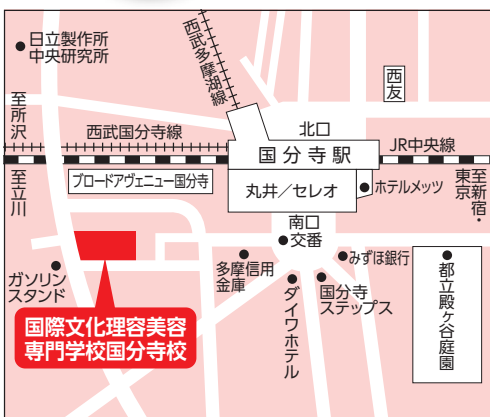 日立製作所
中央研究所
西武多摩湖線
西友
至所沢
西武国分寺線
北口
国分寺駅
JR中央線
至立川
ブロードアヴェニュー国分寺
丸井／セレオ
ホテルメッツ
至新宿・
東京
南口
交番
ガソリン
スタンド
多摩信用
金庫
みずほ銀行
国分寺
ステップス
ダイワホテル
都立殿ヶ谷庭園
国際文化理容美容
専門学校国分寺校